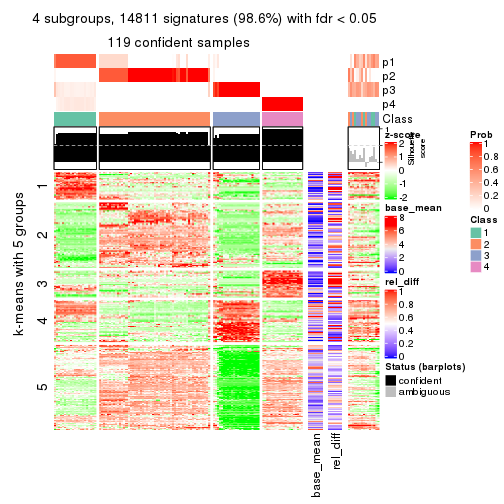 4 subgroups, 14811 signatures (98.6%) with fdr < 0.05
119 confident samples
p1
p2
p3
p4
Class
1
Silhouette
score
k-means with 5 groups
1
2
3
4
5
base_mean
rel_diff
z-score
2
1
0
-1
-2
base_mean
8
6
4
2
0
rel_diff
1
0.8
0.6
0.4
0.2
0
Status (barplots)
confident
ambiguous
Prob
1
0.8
0.6
0.4
0.2
0
Class
1
2
3
4